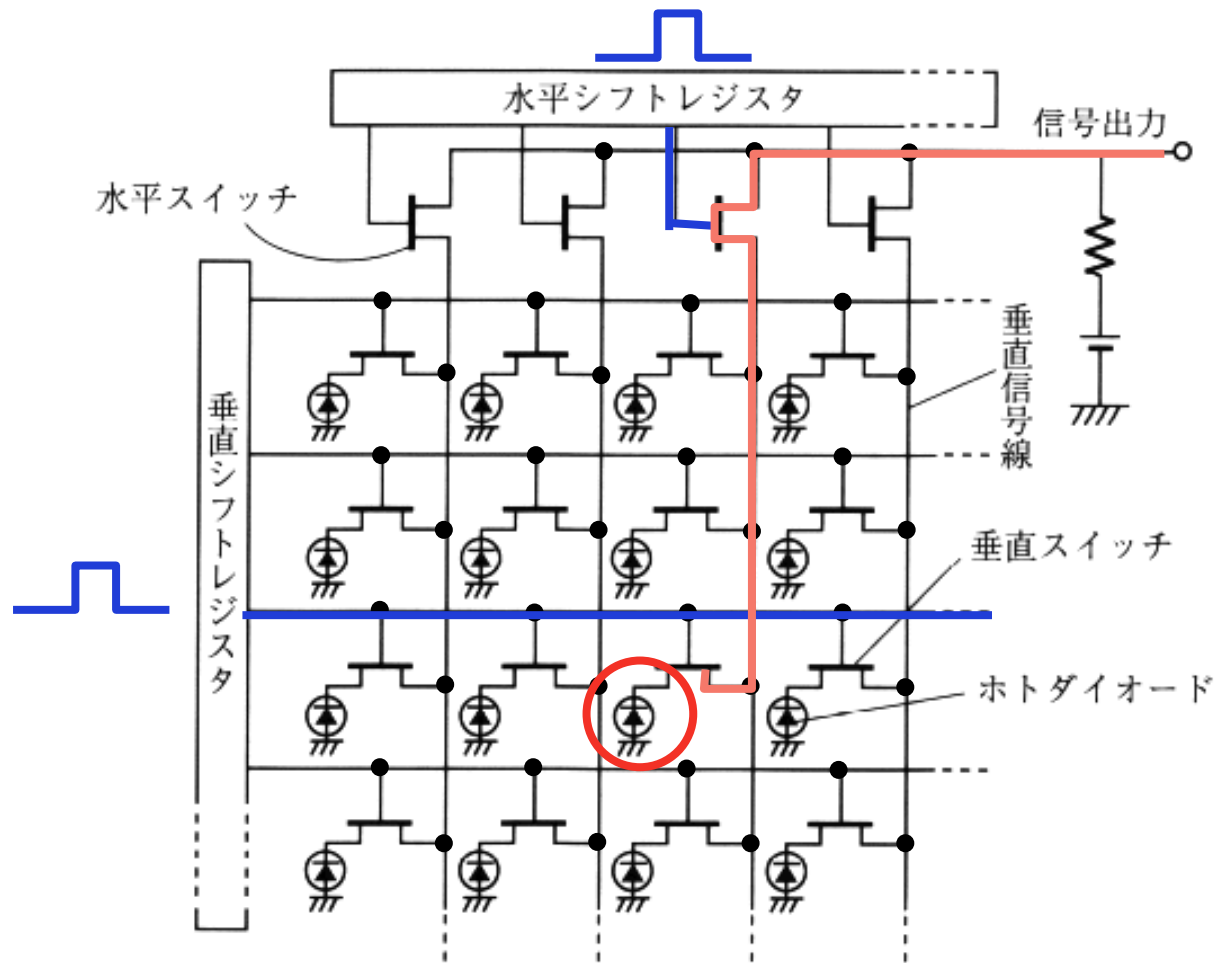 水平シフトレジスタ
信号出力
水平スイッチ
垂直信号線
垂直シフトレジスタ
垂直スイッチ
ホトダイオード